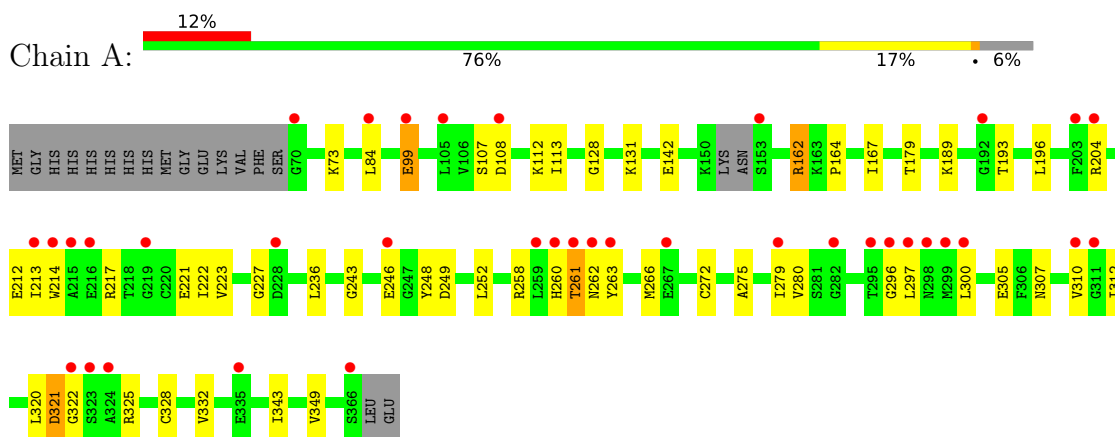 12%
Chain A:
76% 17% • 6%
MET GLY HIS HIS HIS HIS HIS HIS MET GLY GLU LYS VAL PHE SER G70 K73 L84 E99 L105 V106 S107 D108 K112 I113 G128 K131 E142 K150 LYS ASN S153 R162 K163 P164 I167 T179 K189 G192 T193 L196 F203 R204
E212 I213 W214 A215 E216 R217 T218 G219 C220 E221 I222 V223 G227 D228 L236 G243 E246 G247 Y248 D249 L252 R258 L259 H260 T261 N262 Y263 M266 E267 C272 A275 I279 V280 S281 G282 T295 G296 L297 N298 M299 L300 E305 F306 N307 V310 G311
L320 D321 G322 S323 A324 R325 C328 V332 E335 I343 V349 S366 LEU GLU